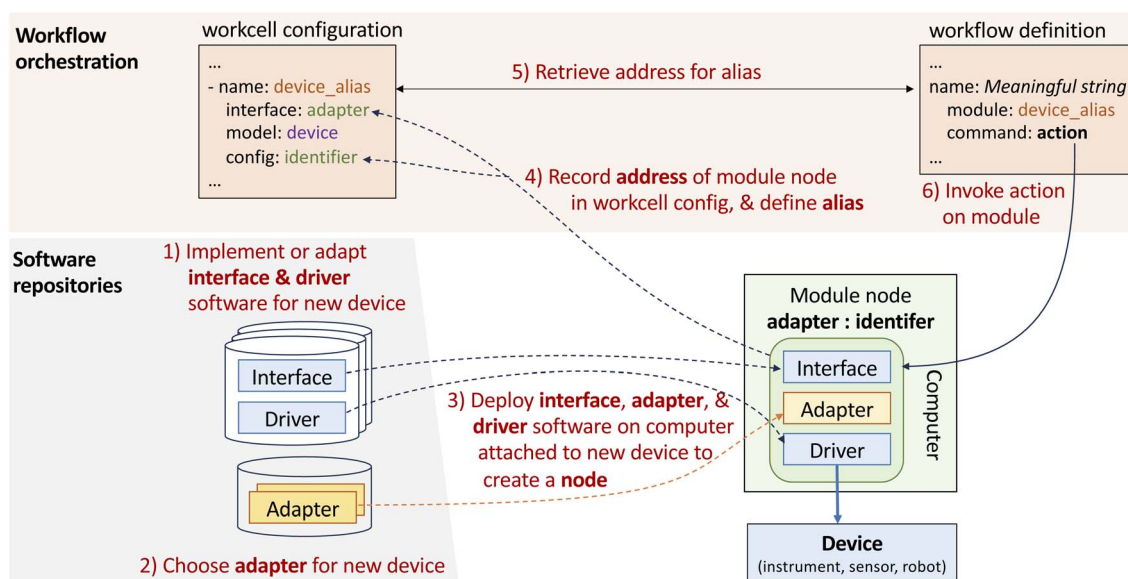 Workflow
orchestration
workcell configuration
...
- name: device_alias
interface: adapter
model: device
config: identifier
...
5) Retrieve address for alias
workflow definition
...
name: Meaningful string
module: device_alias
command: action
...
4) Record address of module node
in workcell config, & define alias
6) Invoke action
on module
Software
repositories
1) Implement or adapt
interface & driver
software for new device
Interface
Driver
Adapter
2) Choose adapter for new device
3) Deploy interface, adapter, &
driver software on computer
attached to new device to
create a node
Module node
adapter : identifer
Interface
Adapter
Driver
Computer
Device
(instrument, sensor, robot)